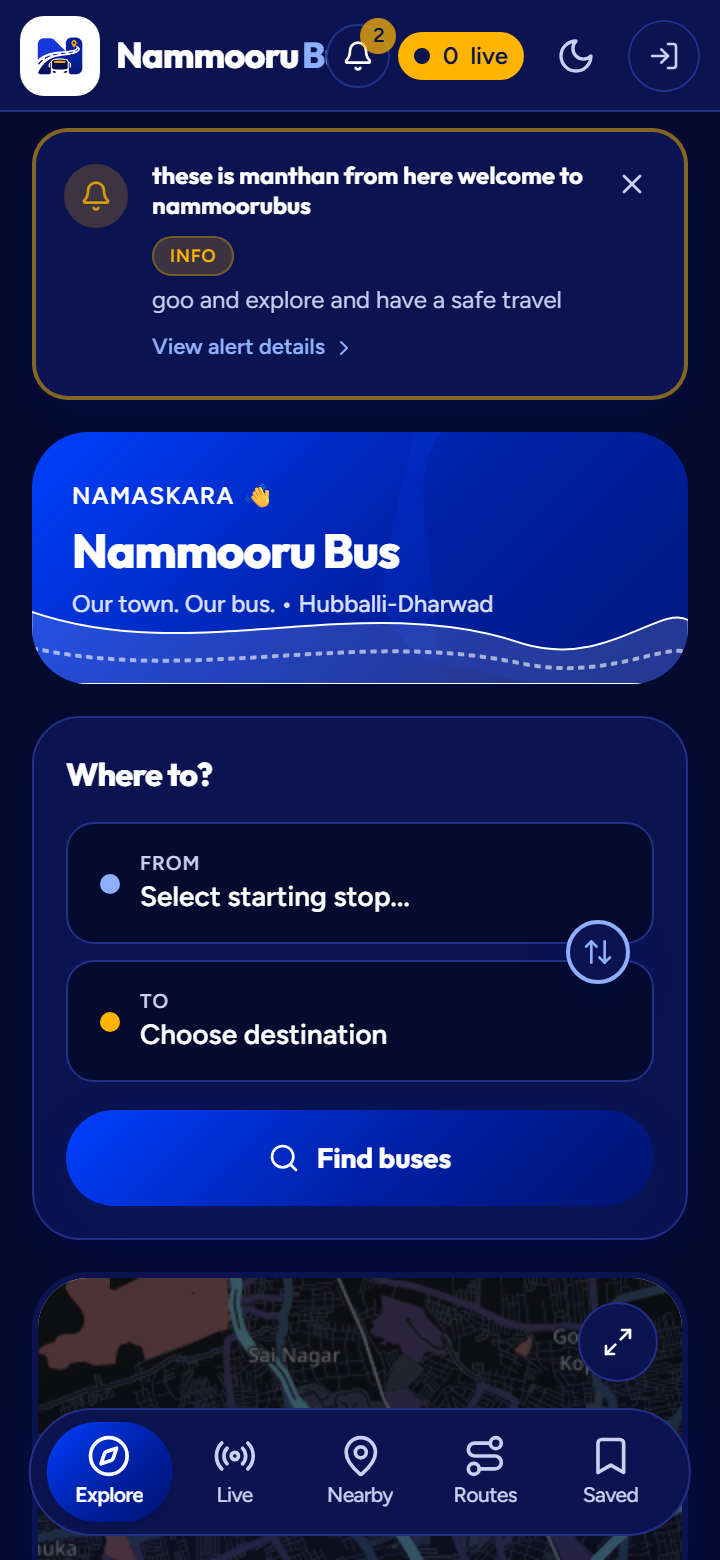 Nammooru B
2
0 live
these is manthan from here welcome to
nammoorubus
INFO
goo and explore and have a safe travel
View alert details
NAMASKARA 👋
Nammooru Bus
Our town. Our bus. • Hubballi-Dharwad
Where to?
FROM
Select starting stop...
TO
Choose destination
Find buses
Sai Nagar
Explore
Live
Nearby
Routes
Saved